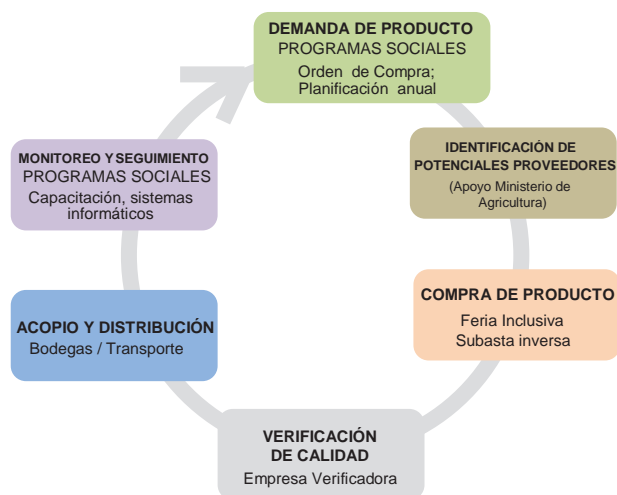 DEMANDA DE PRODUCTO
PROGRAMAS SOCIALES
Orden de Compra;
Planificación anual
IDENTIFICACIÓN DE
POTENCIALES PROVEEDORES
(Apoyo Ministerio de
Agricultura)
COMPRA DE PRODUCTO
Feria Inclusiva
Subasta inversa
VERIFICACIÓN
DE CALIDAD
Empresa Verificadora
ACOPIO Y DISTRIBUCIÓN
Bodegas / Transporte
MONITOREO Y SEGUIMIENTO
PROGRAMAS SOCIALES
Capacitación, sistemas
informáticos